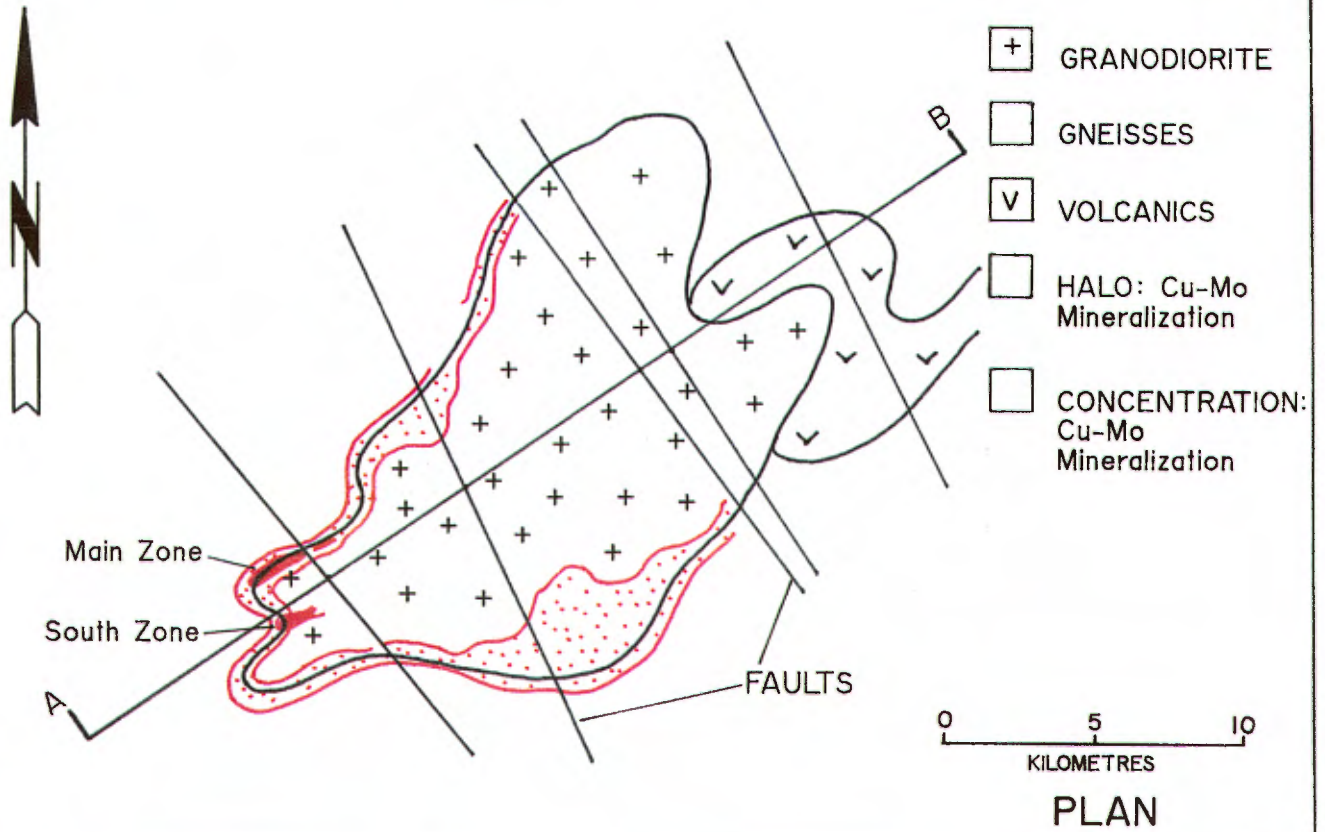 N
A
B
Main Zone
South Zone
FAULTS
+ GRANODIORITE
GNEISSES
V VOLCANICS
HALO: Cu-Mo
Mineralization
CONCENTRATION:
Cu-Mo
Mineralization
0 5 10
KILOMETRES
PLAN